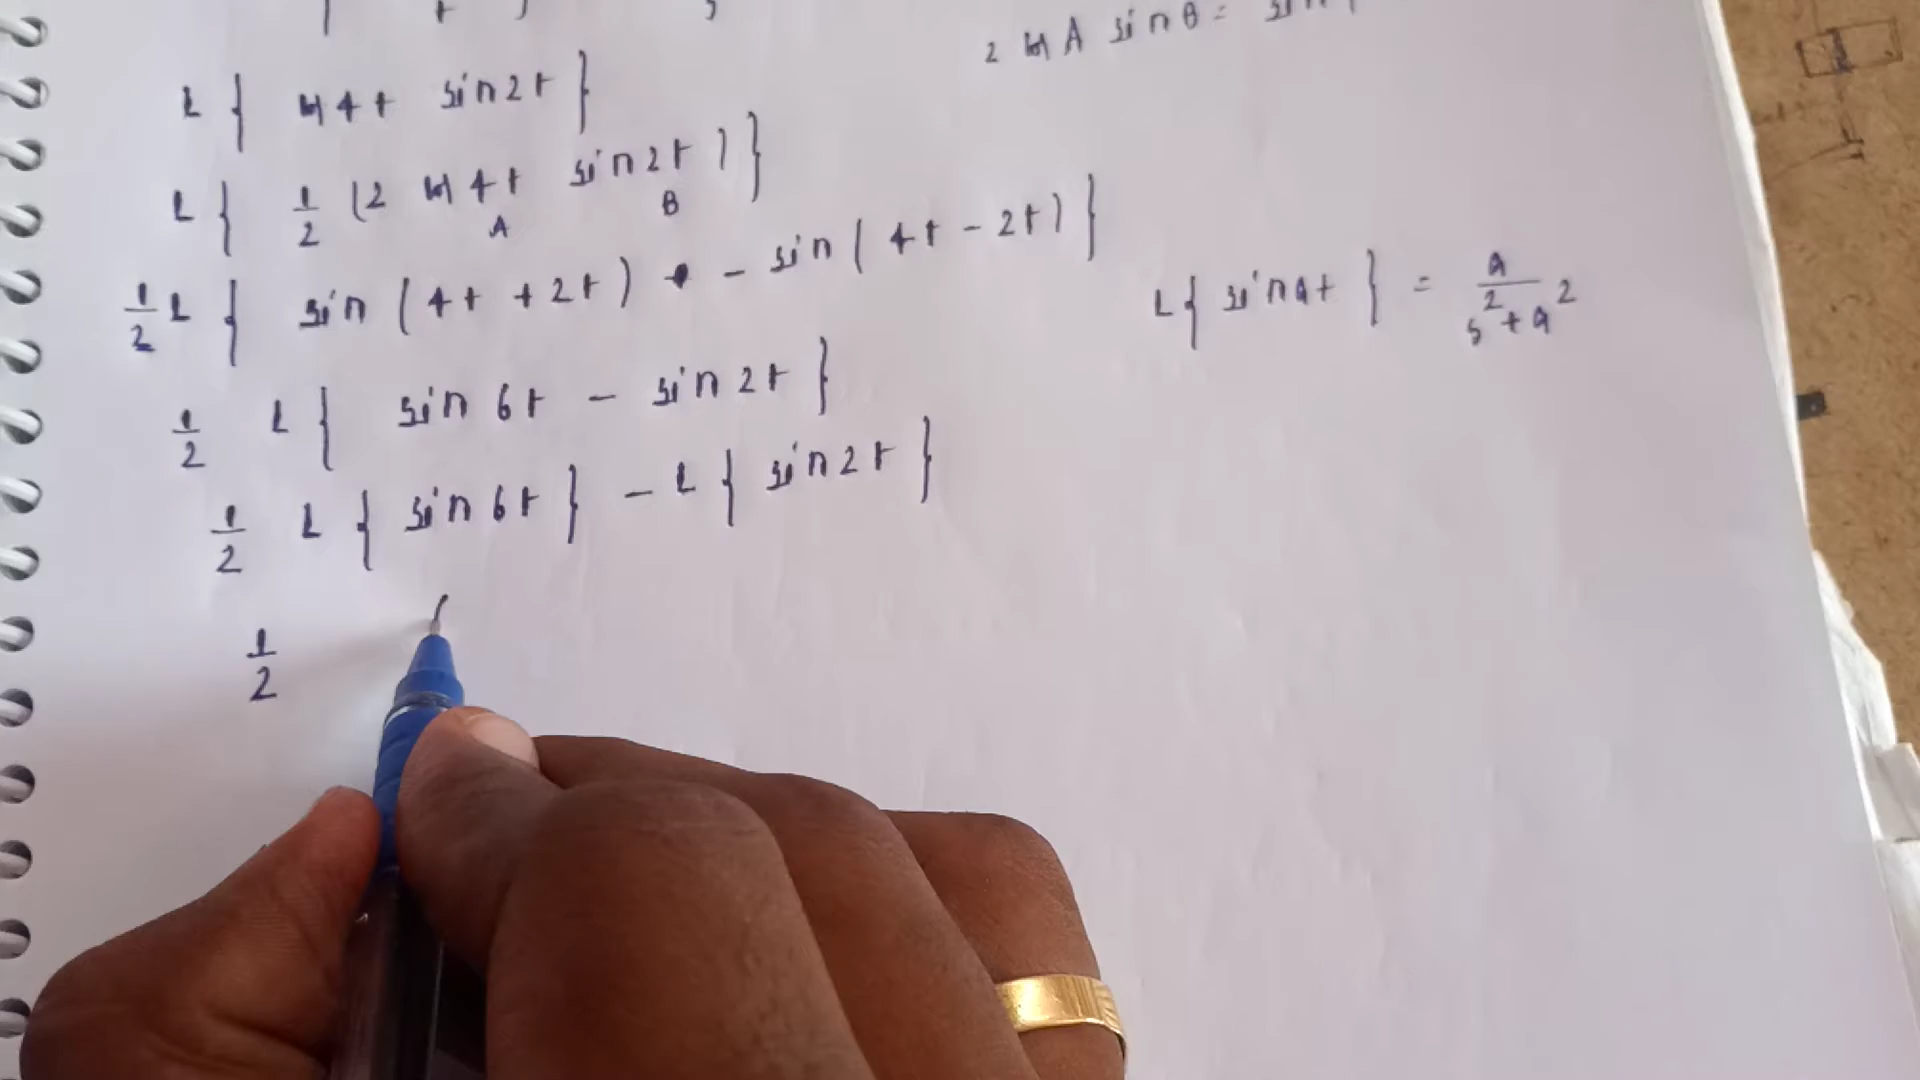 2 cos A sin B =
L { cos 4t sin 2t }
L { 1/2 (2 cos 4t sin 2t ) }
A B
1/2 L { sin ( 4t + 2t ) - sin ( 4t - 2t ) }
L { sin at } = a / s² + a²
1/2 L { sin 6t - sin 2t }
1/2 L { sin 6t } - L { sin 2t }
1/2 (